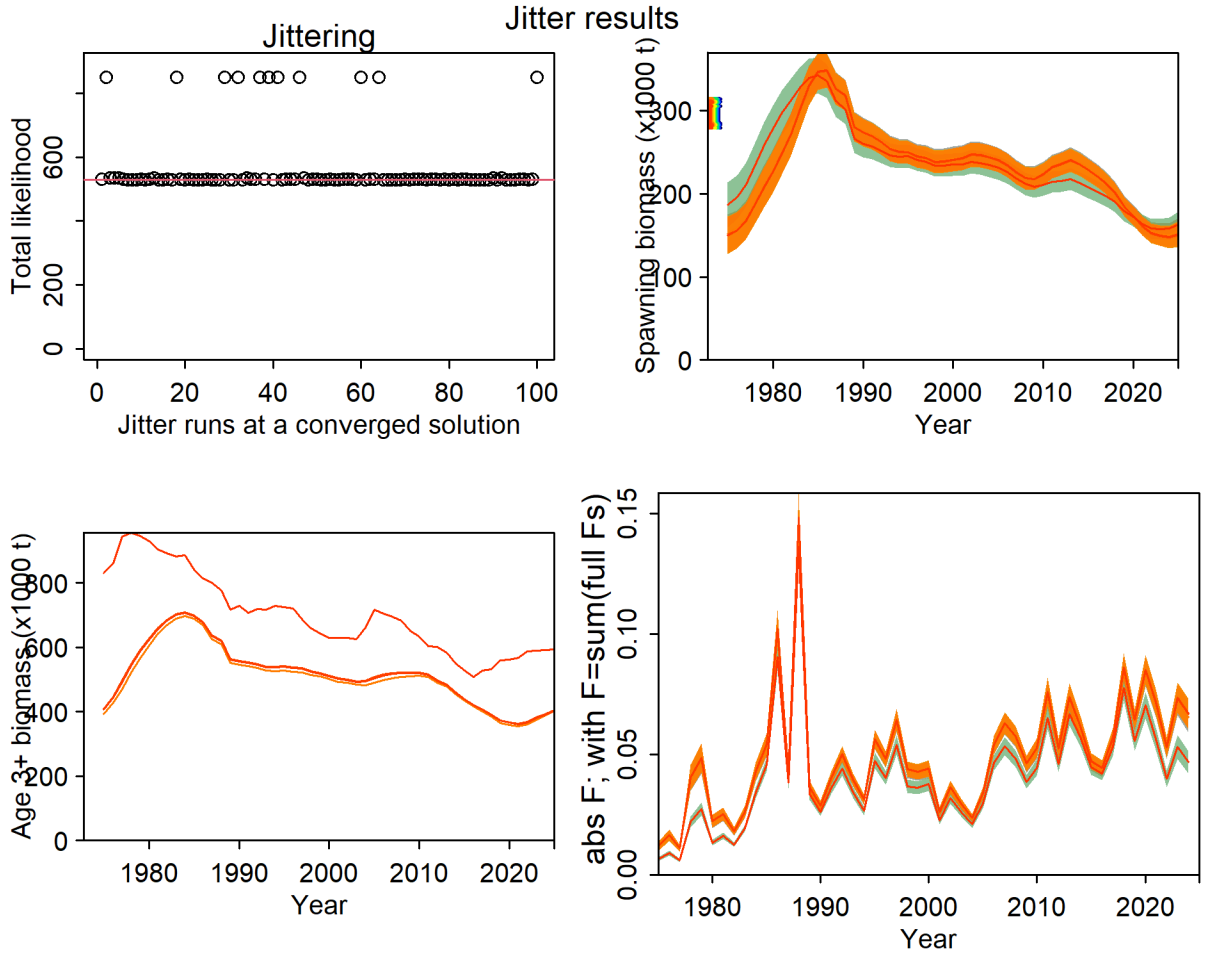 Jitter results
Jittering
Total likelihood
0
200
600
0 20 40 60 80 100
Jitter runs at a converged solution
Spawning biomass (x1000 t)
0
100
200
300
1980 1990 2000 2010 2020
Year
Age 3+ biomass (x1000 t)
0
200
400
600
800
1980 1990 2000 2010 2020
Year
abs F; with F=sum(full Fs)
0.00
0.05
0.10
0.15
1980 1990 2000 2010 2020
Year